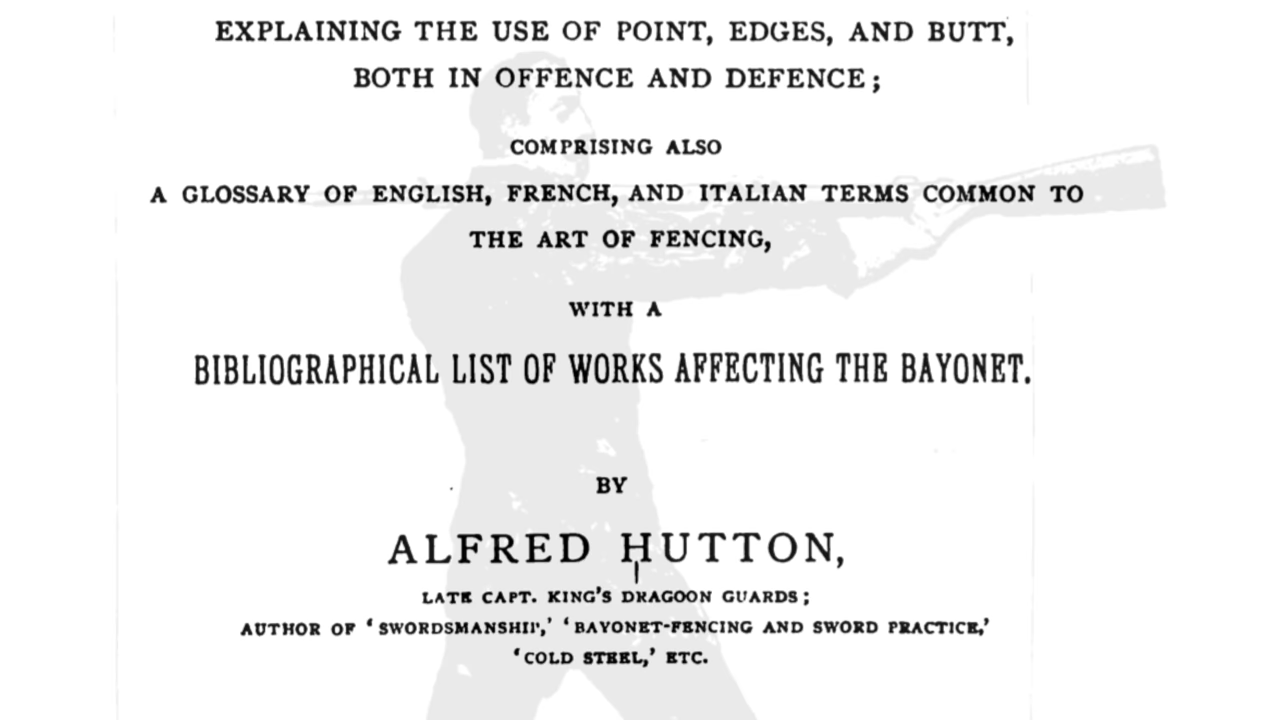 EXPLAINING THE USE OF POINT, EDGES, AND BUTT,
BOTH IN OFFENCE AND DEFENCE;
COMPRISING ALSO
A GLOSSARY OF ENGLISH, FRENCH, AND ITALIAN TERMS COMMON TO
THE ART OF FENCING,
WITH A
BIBLIOGRAPHICAL LIST OF WORKS AFFECTING THE BAYONET.
BY
ALFRED HUTTON,
LATE CAPT. KING'S DRAGOON GUARDS;
AUTHOR OF 'SWORDSMANSHIP,' 'BAYONET-FENCING AND SWORD PRACTICE,'
'COLD STEEL,' ETC.